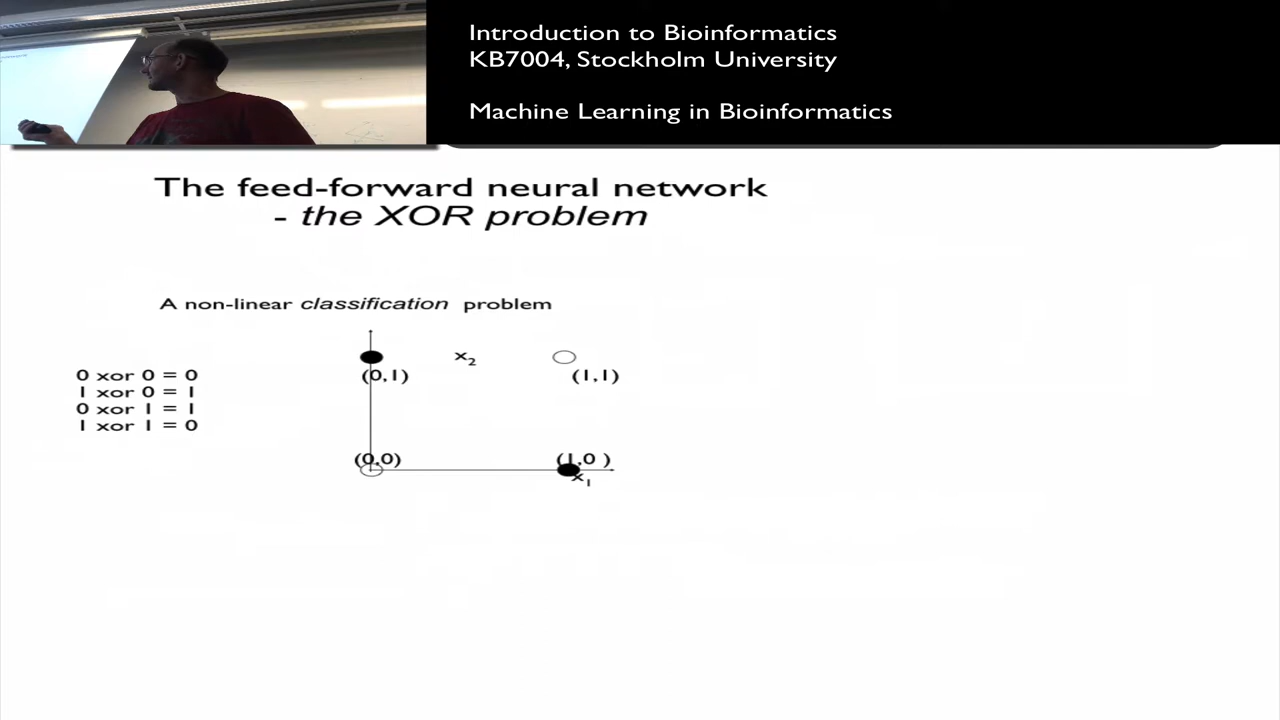 Introduction to Bioinformatics
KB7004, Stockholm University
Machine Learning in Bioinformatics
The feed-forward neural network
- the XOR problem
A non-linear classification problem
0 xor 0 = 0
1 xor 0 = 1
0 xor 1 = 1
1 xor 1 = 0
x2
(0,1)
(1,1)
(0,0)
(1,0 )
x1